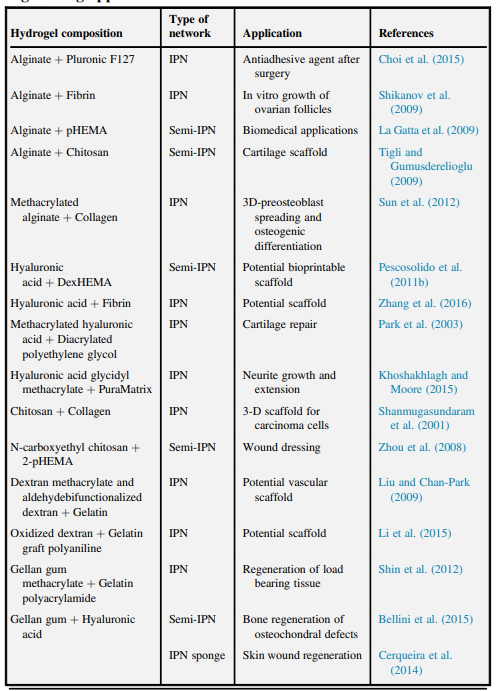 Hydrogel composition | Type of network | Application | References
Alginate + Pluronic F127 | IPN | Antiadhesive agent after surgery | Choi et al. (2015)
Alginate + Fibrin | IPN | In vitro growth of ovarian follicles | Shikanov et al. (2009)
Alginate + pHEMA | Semi-IPN | Biomedical applications | La Gatta et al. (2009)
Alginate + Chitosan | Semi-IPN | Cartilage scaffold | Tigli and Gumusderelioglu (2009)
Methacrylated alginate + Collagen | IPN | 3D-preosteoblast spreading and osteogenic differentiation | Sun et al. (2012)
Hyaluronic acid + DexHEMA | Semi-IPN | Potential bioprintable scaffold | Pescosolido et al. (2011b)
Hyaluronic acid + Fibrin | IPN | Potential scaffold | Zhang et al. (2016)
Methacrylated hyaluronic acid + Diacrylated polyethylene glycol | IPN | Cartilage repair | Park et al. (2003)
Hyaluronic acid glycidyl methacrylate + PuraMatrix | IPN | Neurite growth and extension | Khoshakhlagh and Moore (2015)
Chitosan + Collagen | IPN | 3-D scaffold for carcinoma cells | Shanmugasundaram et al. (2001)
N-carboxyethyl chitosan + 2-pHEMA | Semi-IPN | Wound dressing | Zhou et al. (2008)
Dextran methacrylate and aldehydebifunctionalized dextran + Gelatin | IPN | Potential vascular scaffold | Liu and Chan-Park (2009)
Oxidized dextran + Gelatin graft polyaniline | IPN | Potential scaffold | Li et al. (2015)
Gellan gum methacrylate + Gelatin polyacrylamide | IPN | Regeneration of load bearing tissue | Shin et al. (2012)
Gellan gum + Hyaluronic acid | Semi-IPN | Bone regeneration of osteochondral defects | Bellini et al. (2015)
IPN sponge | Skin wound regeneration | Cerqueira et al. (2014)